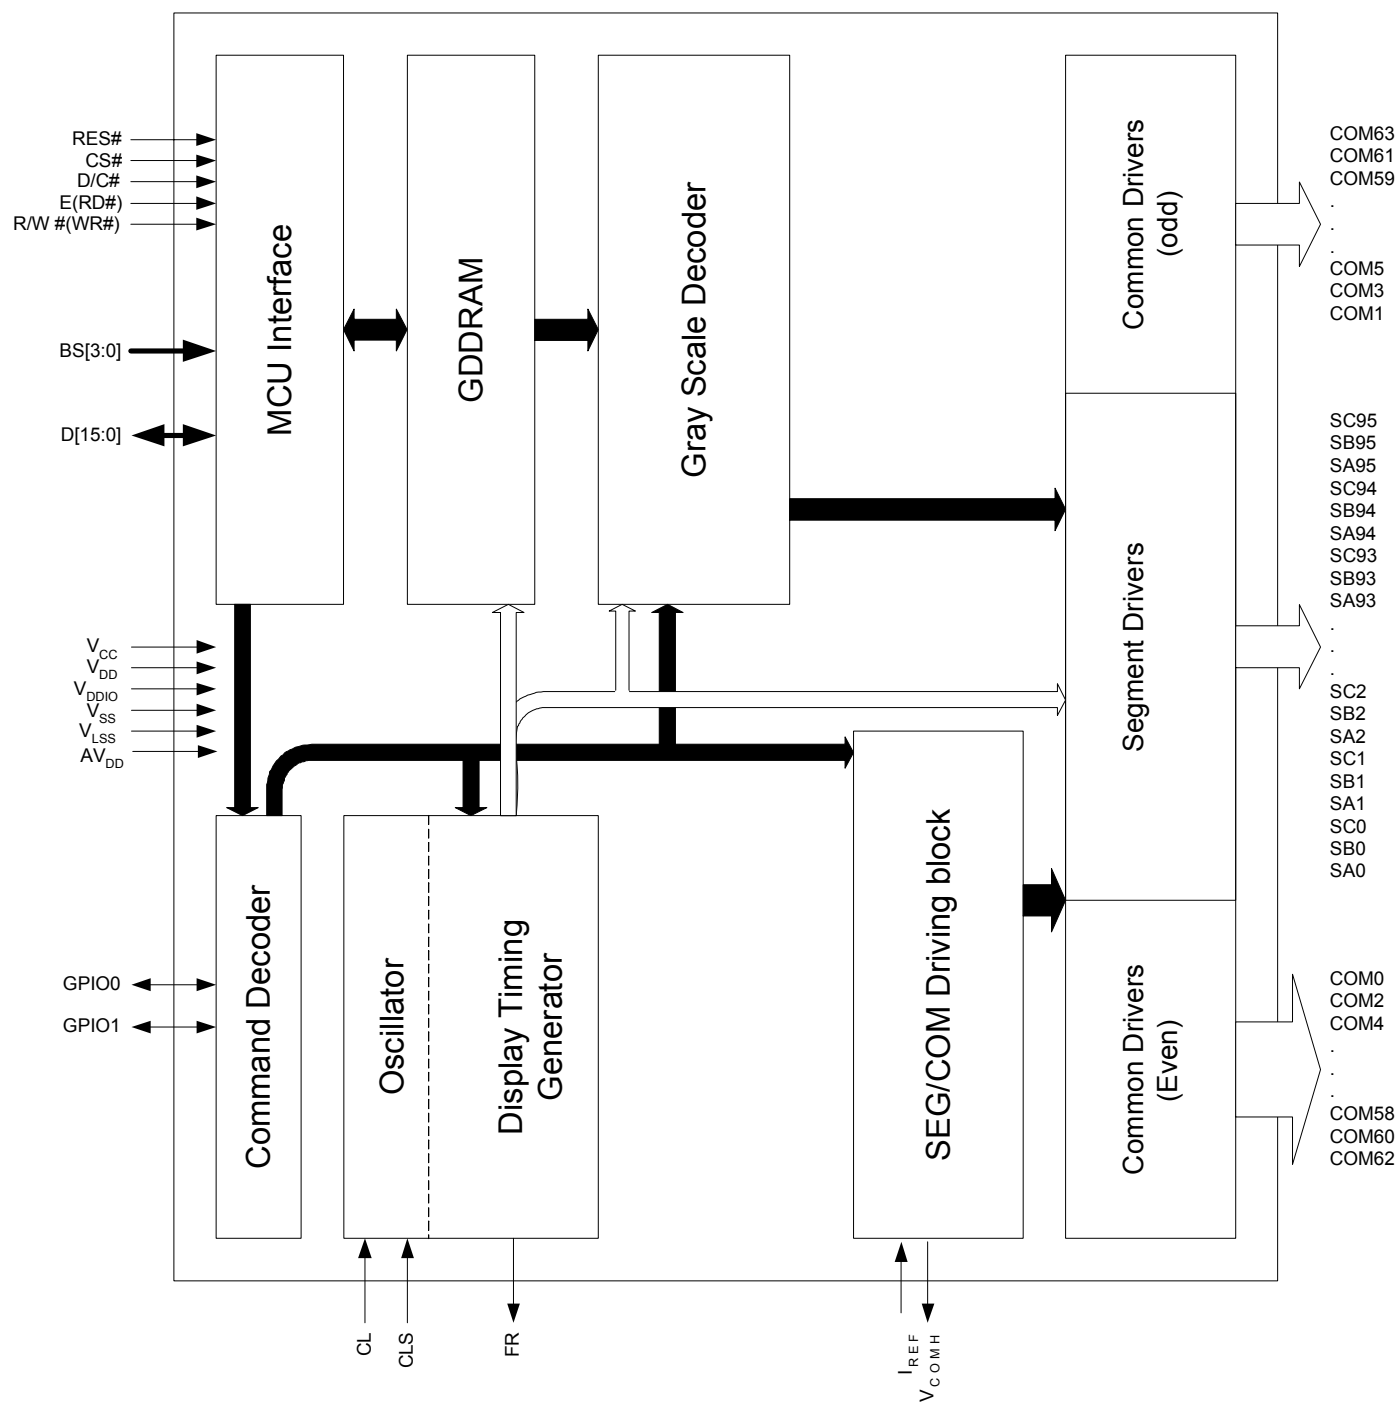 RES#
CS#
D/C#
E(RD#)
R/W #(WR#)
BS[3:0]
D[15:0]
VCC
VDD
VDDIO
VSS
VLSS
AVDD
GPIO0
GPIO1
MCU Interface
GDDRAM
Gray Scale Decoder
Command Decoder
Oscillator
Display Timing
Generator
SEG/COM Driving block
Common Drivers
(odd)
Segment Drivers
Common Drivers
(Even)
CL
CLS
FR
IREF
VCOMH
COM63
COM61
COM59
.
.
.
COM5
COM3
COM1
SC95
SB95
SA95
SC94
SB94
SA94
SC93
SB93
SA93
.
.
.
SC2
SB2
SA2
SC1
SB1
SA1
SC0
SB0
SA0
COM0
COM2
COM4
.
.
.
COM58
COM60
COM62